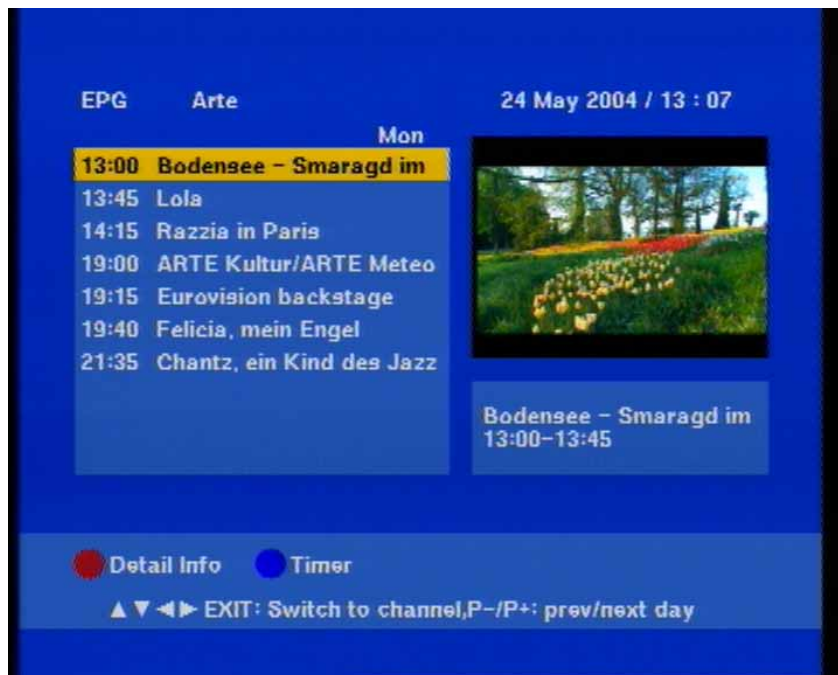 EPG Arte 24 May 2004 / 13 : 07
Mon
13:00 Bodensee – Smaragd im
13:45 Lola
14:15 Razzia in Paris
19:00 ARTE Kultur/ARTE Meteo
19:15 Eurovision backstage
19:40 Felicia, mein Engel
21:35 Chantz, ein Kind des Jazz
Bodensee – Smaragd im
13:00–13:45
Detail Info Timer
▲▼◀▶ EXIT: Switch to channel,P–/P+: prev/next day